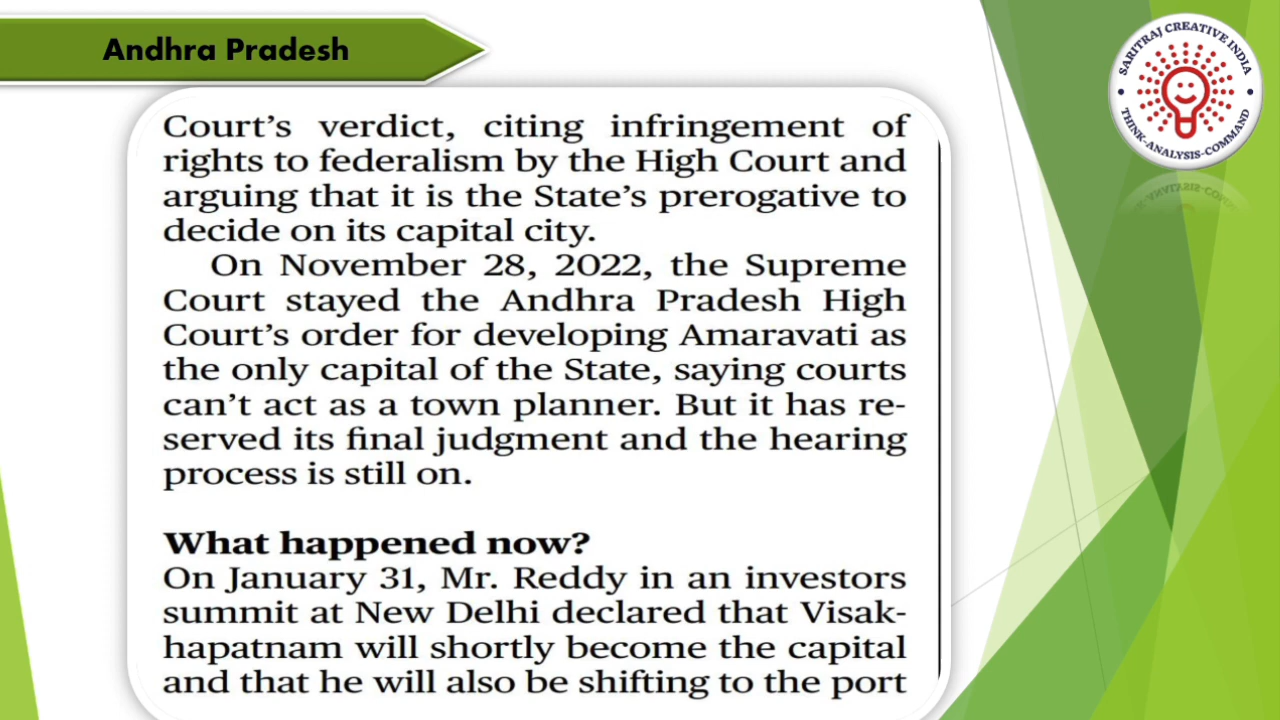 Andhra Pradesh
SARITRAJ CREATIVE INDIA
THINK-ANALYSIS-COMMAND
Court's verdict, citing infringement of
rights to federalism by the High Court and
arguing that it is the State's prerogative to
decide on its capital city.
On November 28, 2022, the Supreme
Court stayed the Andhra Pradesh High
Court's order for developing Amaravati as
the only capital of the State, saying courts
can't act as a town planner. But it has re-
served its final judgment and the hearing
process is still on.
What happened now?
On January 31, Mr. Reddy in an investors
summit at New Delhi declared that Visak-
hapatnam will shortly become the capital
and that he will also be shifting to the port